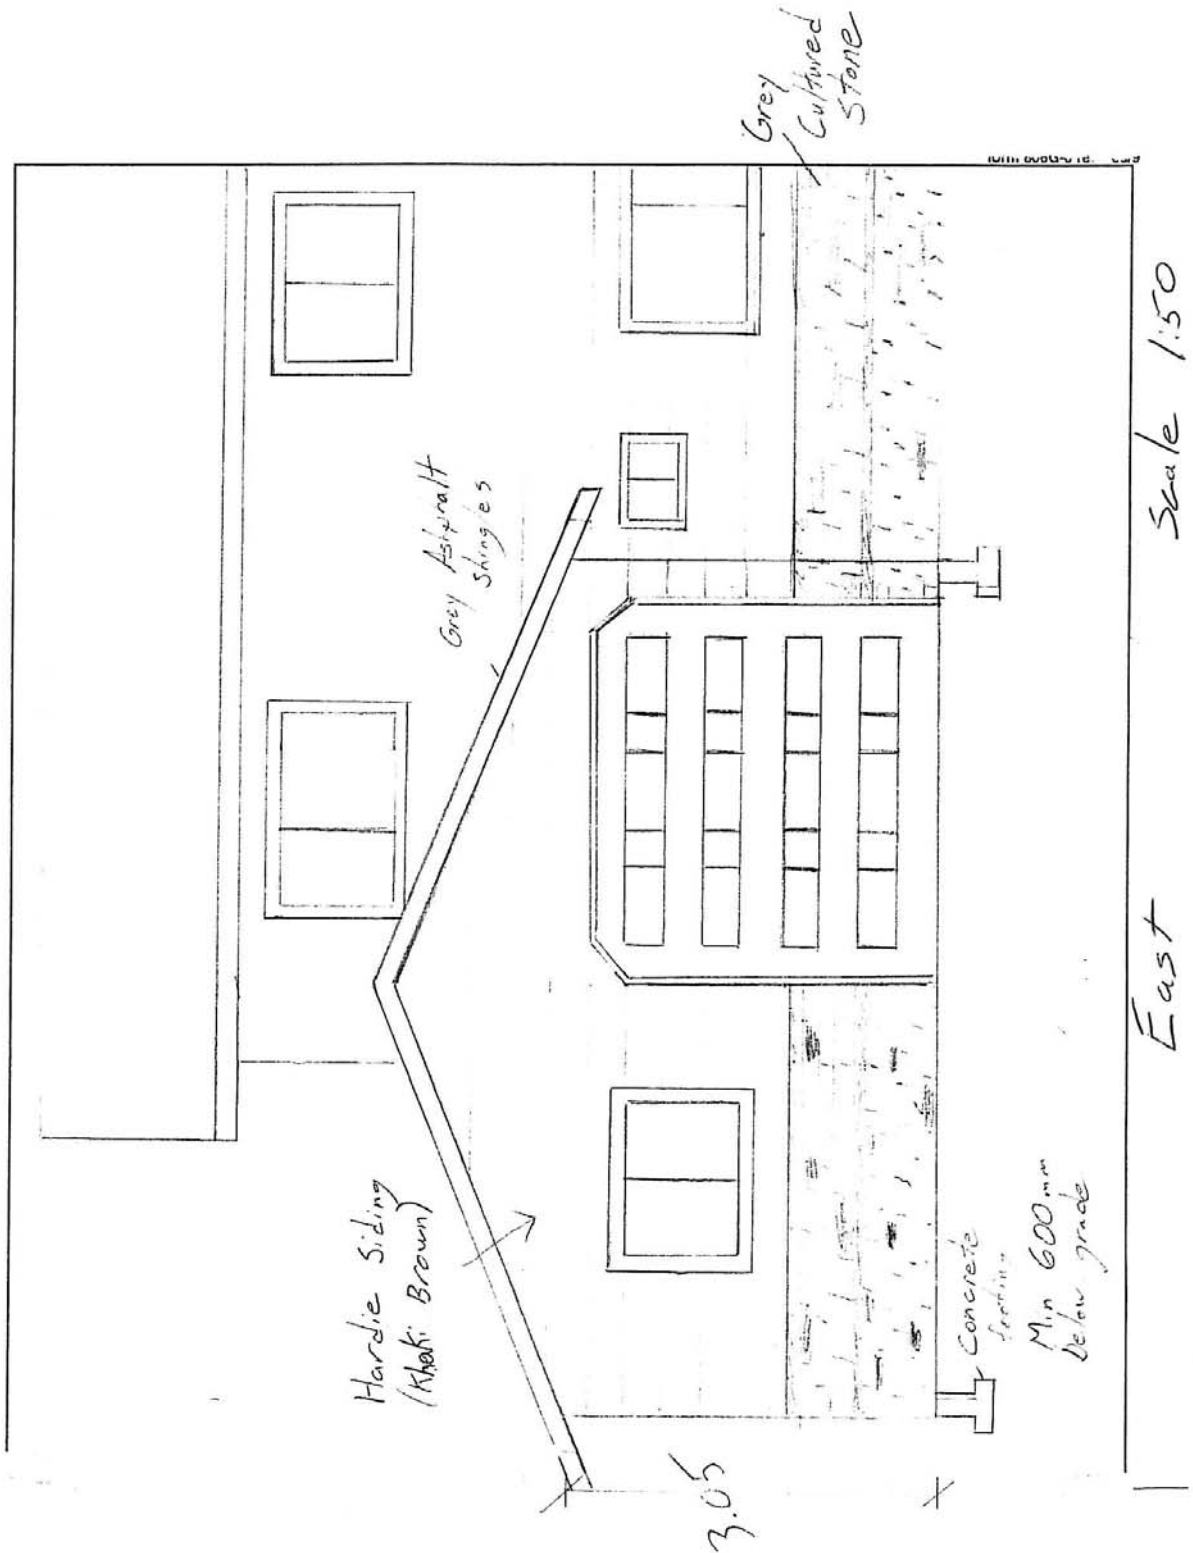 Hardie Siding
(Khaki Brown)
Grey Asphalt
Shingles
Grey
Cultured
Stone
3.05
Concrete
footing
Min 600mm
Below grade
East
Scale 1:50